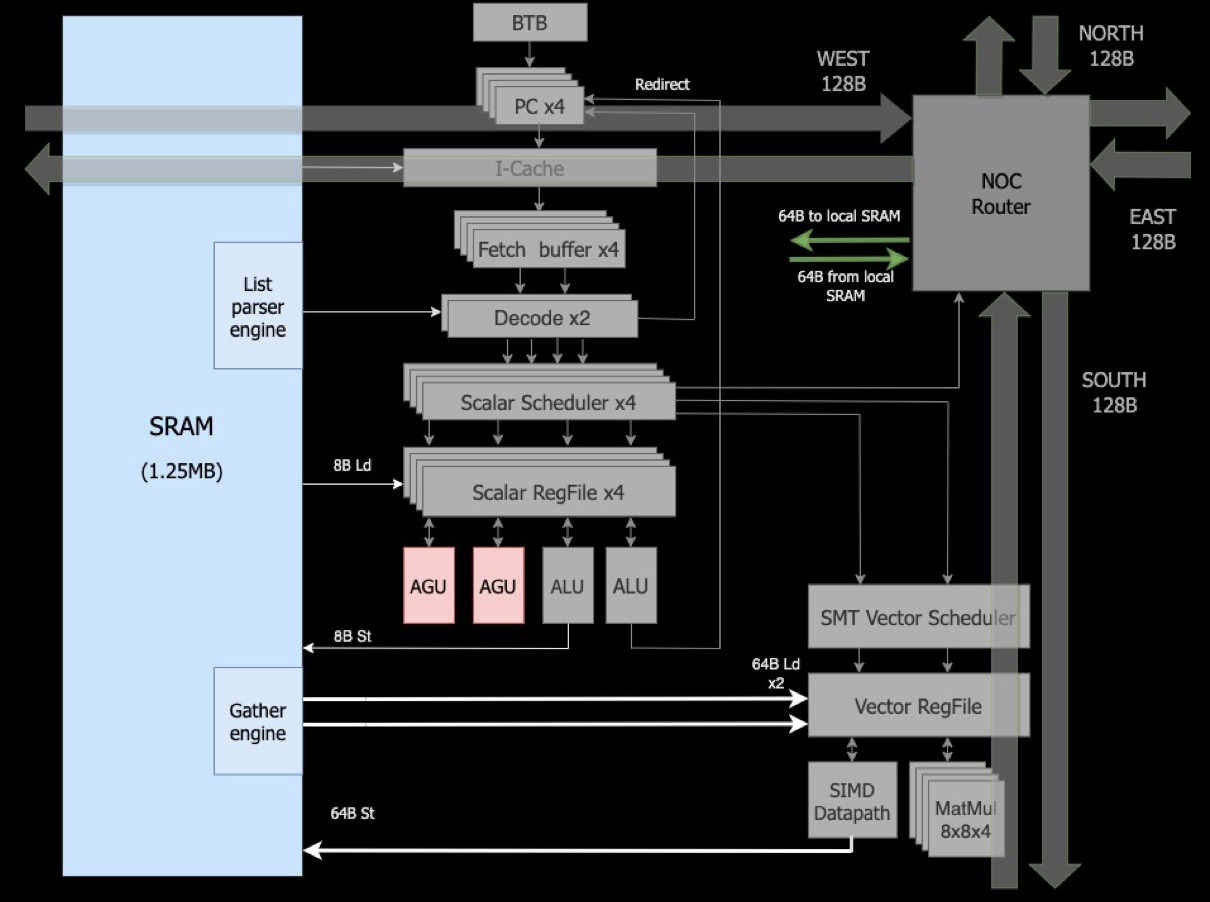 BTB
PC x4
Redirect
WEST
128B
NORTH
128B
I-Cache
NOC
Router
EAST
128B
64B to local SRAM
64B from local
SRAM
Fetch buffer x4
List
parser
engine
Decode x2
Scalar Scheduler x4
SOUTH
128B
SRAM
(1.25MB)
8B Ld
Scalar RegFile x4
AGU
AGU
ALU
ALU
8B St
SMT Vector Scheduler
64B Ld
x2
Gather
engine
Vector RegFile
SIMD
Datapath
MatMul
8x8x4
64B St